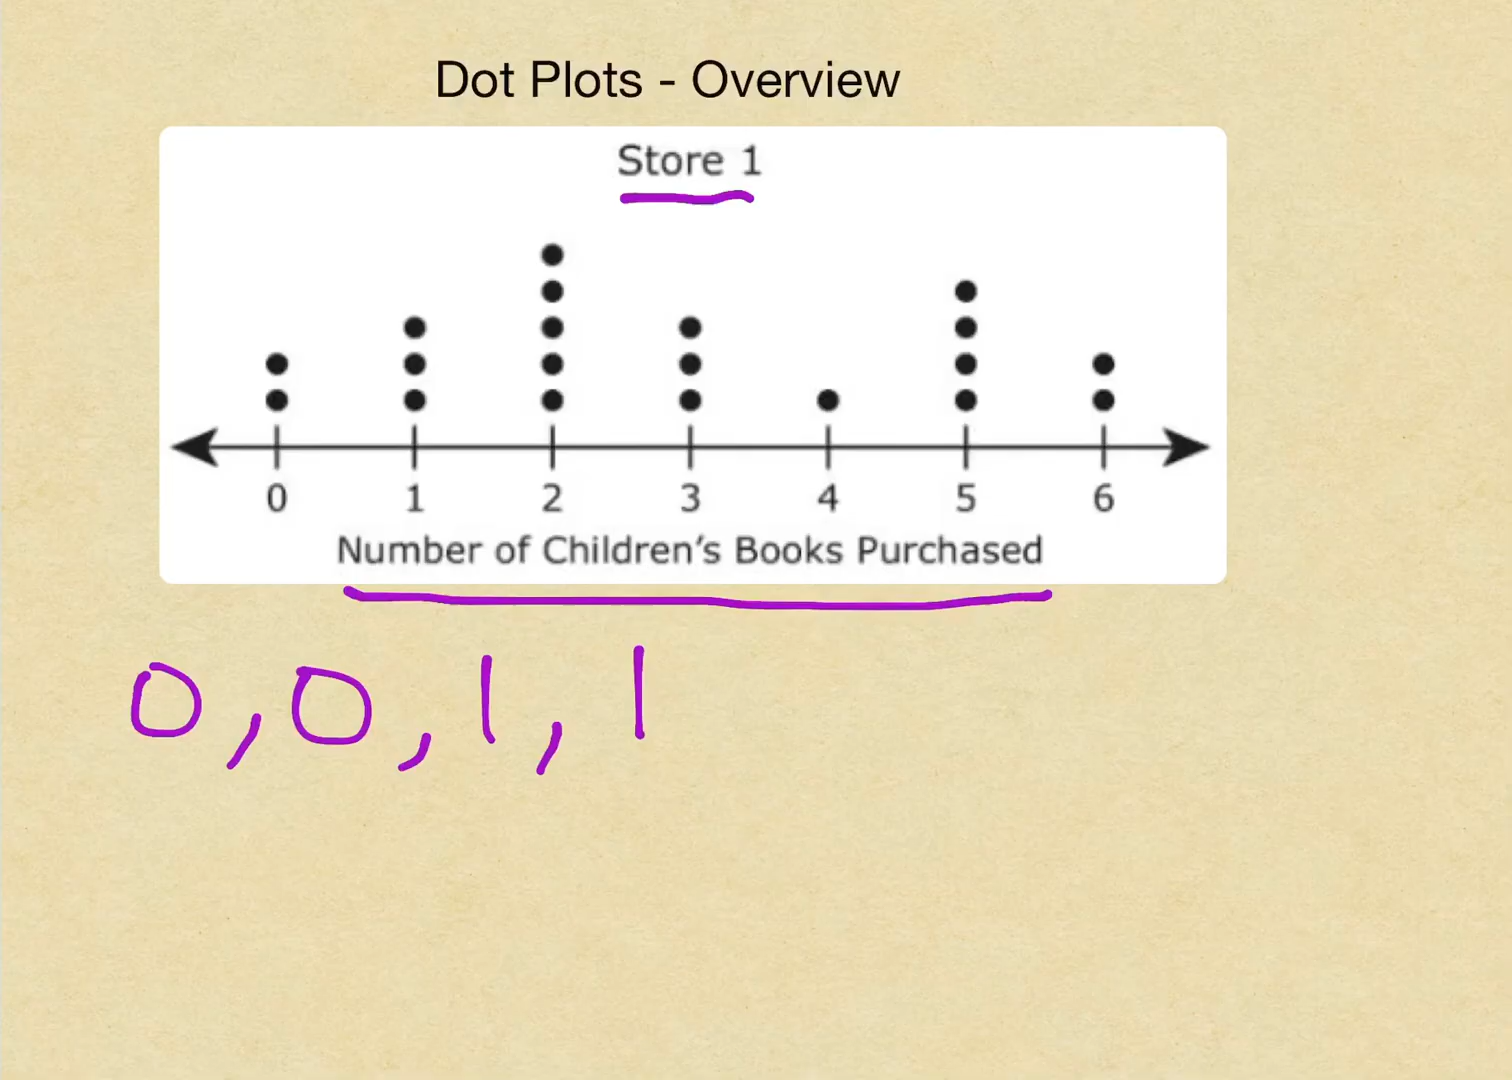 Dot Plots - Overview
Store 1
0 1 2 3 4 5 6
Number of Children's Books Purchased
0, 0, 1, 1